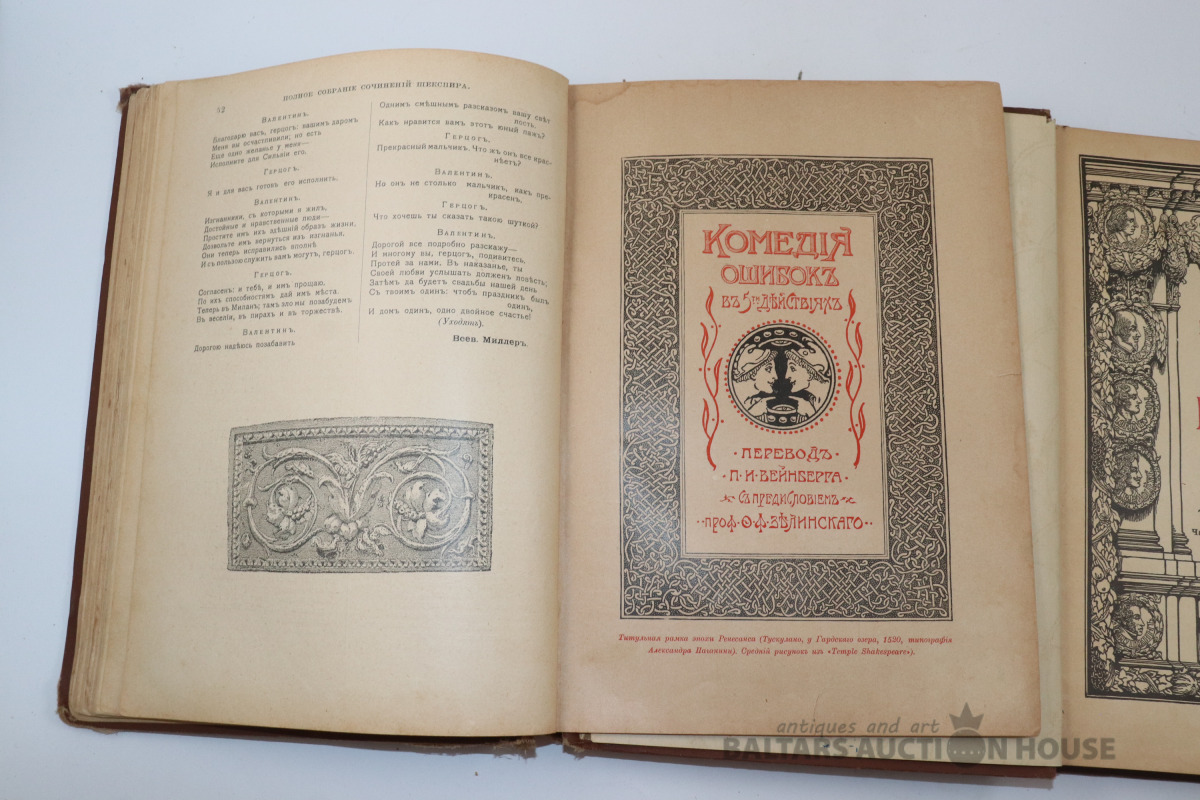 52
ПОЛНОЕ СОБРАНІЕ СОЧИНЕНІЙ ШЕКСПИРА.
Валентинъ.
Благодарю васъ, герцогъ: вашимъ даромъ
Меня вы осчастливили; но есть
Еще одно желанье у меня—
Исполните для Сильвіи его.
Герцогъ.
Я и для васъ готовъ его исполнить.
Валентинъ.
Изгнанники, съ которыми я жилъ,
Достойные и нравственные люди—
Простите имъ ихъ здѣшній образъ жизни,
Дозвольте имъ вернуться изъ изгнанья.
Они теперь исправились вполнѣ
И съ пользою служить вамъ могутъ, герцогъ.
Герцогъ.
Согласенъ: и тебѣ, и имъ прощаю.
По ихъ способностямъ дай имъ мѣста.
Теперь въ Миланъ; тамъ зло мы позабудемъ
Въ весельи, въ пирахъ и въ торжествѣ.
Валентинъ.
Дорогою надѣюсь позабавить
Однимъ смѣшнымъ разсказомъ вашу свѣт
лость.
Какъ нравится вамъ этотъ юный пажъ?
Герцогъ.
Прекрасный мальчикъ. Что жъ онъ все крас-
нѣетъ?
Валентинъ.
Но онъ не столько мальчикъ, какъ пре-
красенъ.
Герцогъ.
Что хочешь ты сказать такою шуткой?
Валентинъ.
Дорогой все подробно разскажу—
И многому вы, герцогъ, подивитесь,
Протей за нами. Въ наказанье, ты
Своей любви услышать долженъ повѣсть;
Затѣмъ да будетъ свадьбы нашей день
Съ твоимъ одинъ: чтобъ праздникъ былъ
одинъ,
И домъ одинъ, одно двойное счастье!
(Уходятъ).
Всев. Миллеръ.
КОМЕДІЯ
ОШИБОКЪ
ВЪ 5ТИ ДѢЙСТВІЯХЪ
·ПЕРЕВОДЪ·
·П·И·ВЕЙНБЕРГА·
СЪ ПРЕДИСЛОВІЕМЪ
··ПРОФ·Ѳ·Ф·ЗѢЛИНСКАГО··
Титульная рамка эпохи Ренесанса (Тускулано, у Гардскаго озера, 1520, типографія
Александра Паганини). Средній рисунокъ изъ «Temple Shakespeare»).
antiques and art
BALTARS AUCTION HOUSE